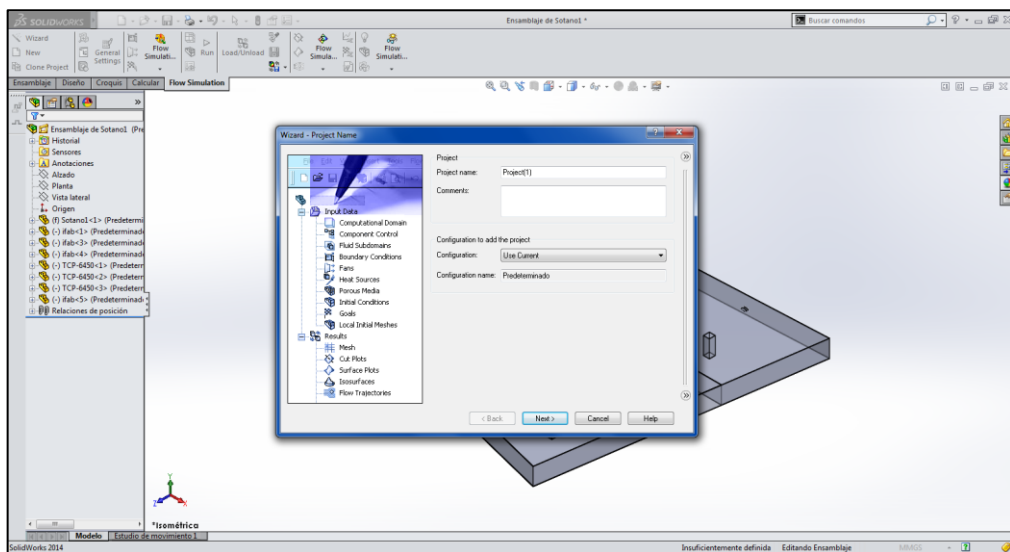 SOLIDWORKS
Ensamblaje de Sotano1 *
Buscar comandos
Wizard
New
Clone Project
General Settings
Flow Simulati...
Run
Load/Unload
Flow Simula...
Flow Simulati...
Ensamblaje
Diseño
Croquis
Calcular
Flow Simulation
Ensamblaje de Sotano1 (Pre
Historial
Sensores
Anotaciones
Alzado
Planta
Vista lateral
Origen
(f) Sotano1<1> (Predetermi
(-) ifab<1> (Predeterminad
(-) ifab<3> (Predeterminad
(-) ifab<4> (Predeterminad
(-) TCP-6450<1> (Predeter
(-) TCP-6450<2> (Predeterr
(-) TCP-6450<3> (Predeter
(-) ifab<5> (Predeterminad
Relaciones de posición
Wizard - Project Name
Input Data
Computational Domain
Component Control
Fluid Subdomains
Boundary Conditions
Fans
Heat Sources
Porous Media
Initial Conditions
Goals
Local Initial Meshes
Results
Mesh
Cut Plots
Surface Plots
Isosurfaces
Flow Trajectories
Project
Project name:
Project(1)
Comments:
Configuration to add the project
Configuration:
Use Current
Configuration name:
Predeterminado
< Back
Next >
Cancel
Help
Y
Z
X
*Isométrica
Modelo
Estudio de movimiento 1
SolidWorks 2014
Insuficientemente definida
Editando Ensamblaje
MMGS